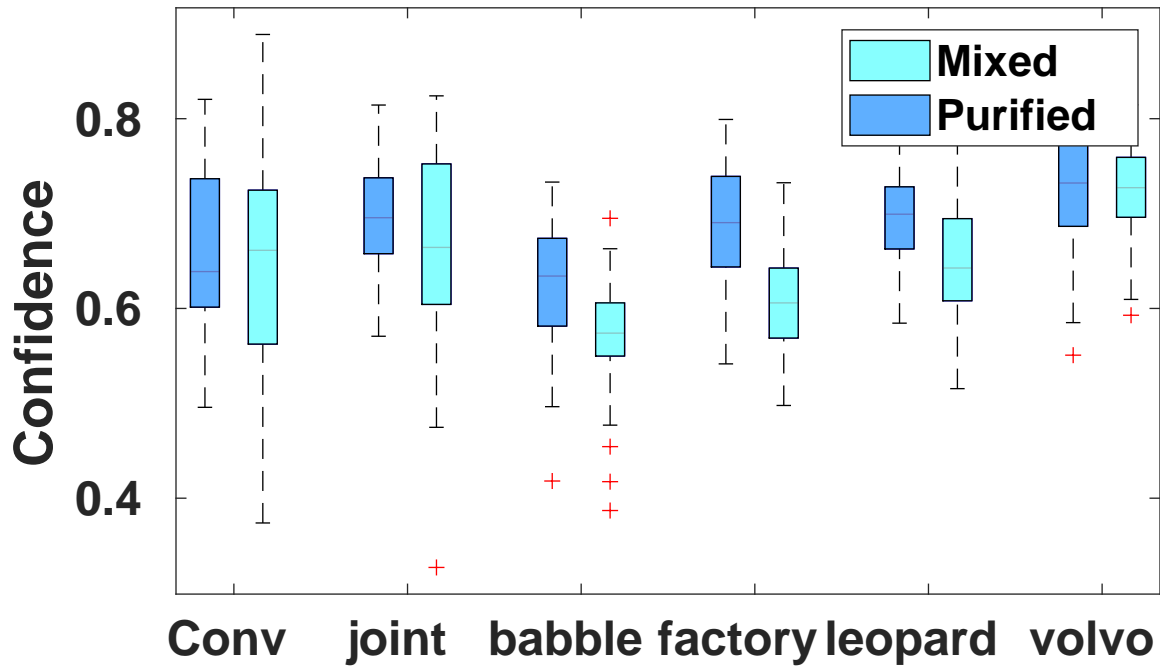 Mixed
Purified
0.8
0.6
0.4
Confidence
Conv joint babble factory leopard volvo